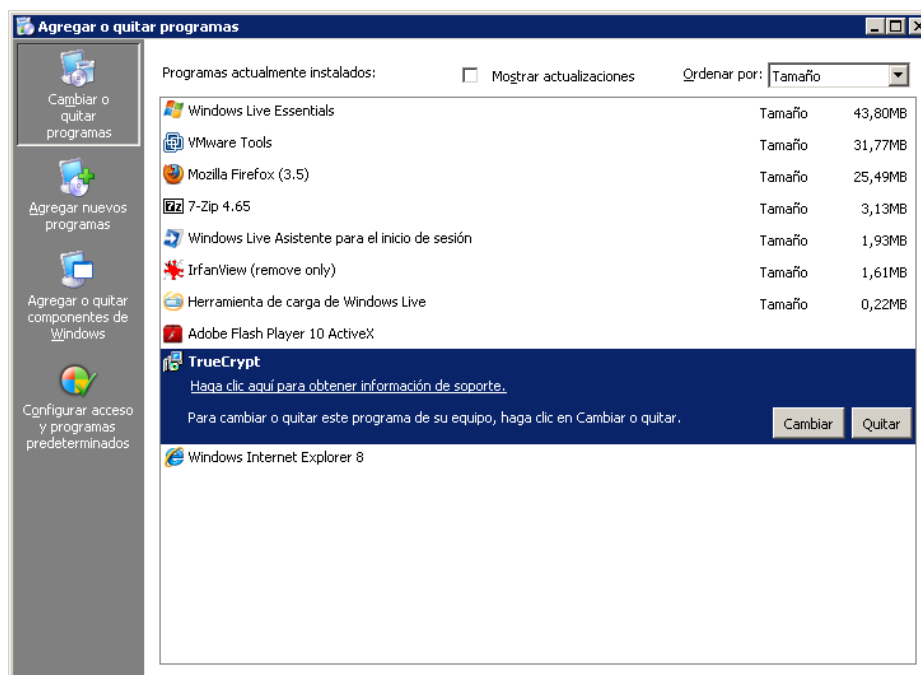 Agregar o quitar programas
Cambiar o
quitar
programas
Agregar nuevos
programas
Agregar o quitar
componentes de
Windows
Configurar acceso
y programas
predeterminados
Programas actualmente instalados:
Mostrar actualizaciones
Ordenar por: Tamaño
Windows Live Essentials Tamaño 43,80MB
VMware Tools Tamaño 31,77MB
Mozilla Firefox (3.5) Tamaño 25,49MB
7z 7-Zip 4.65 Tamaño 3,13MB
Windows Live Asistente para el inicio de sesión Tamaño 1,93MB
IrfanView (remove only) Tamaño 1,61MB
Herramienta de carga de Windows Live Tamaño 0,22MB
Adobe Flash Player 10 ActiveX
TrueCrypt
Haga clic aquí para obtener información de soporte.
Para cambiar o quitar este programa de su equipo, haga clic en Cambiar o quitar.
Cambiar Quitar
Windows Internet Explorer 8